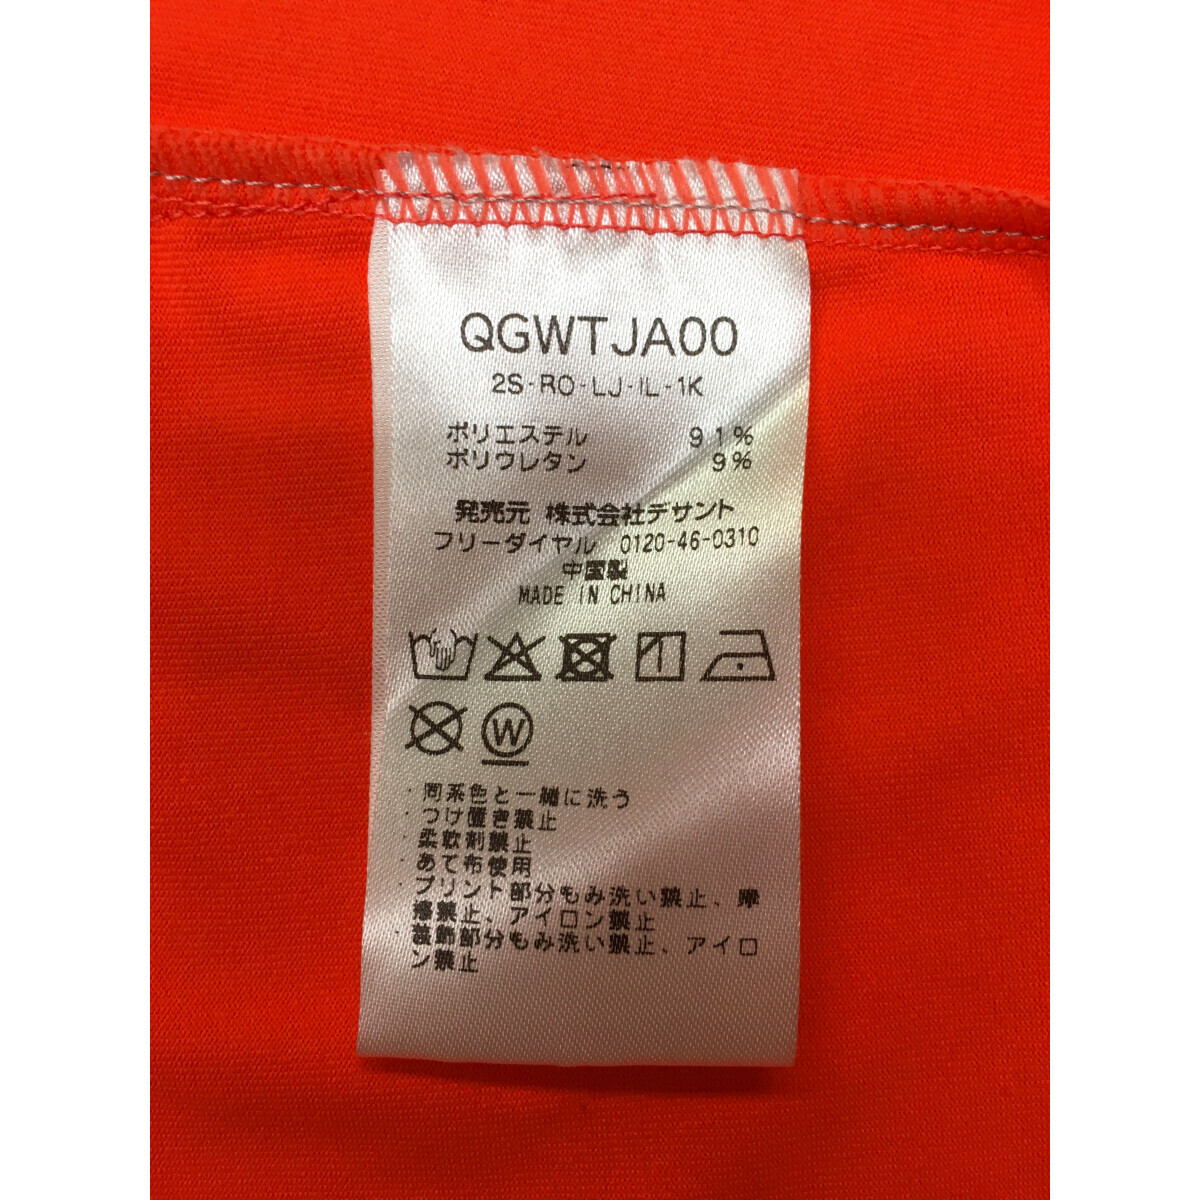 QGWTJA00
2S-RO-LJ-IL-1K
ポリエステル 91%
ポリウレタン 9%
発売元 株式会社デサント
フリーダイヤル 0120-46-0310
中国製
MADE IN CHINA
W
・同系色と一緒に洗う
・つけ置き禁止
・柔軟剤禁止
・あて布使用
・プリント部分もみ洗い禁止、摩
擦禁止、アイロン禁止
・装飾部分もみ洗い禁止、アイロ
ン禁止